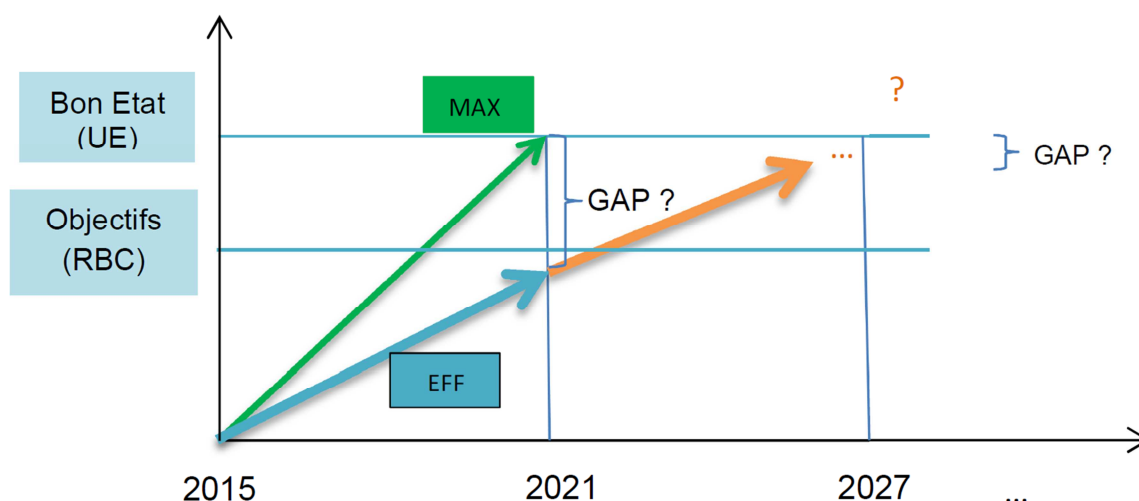 ?
MAX
Bon Etat
(UE)
...
GAP ?
GAP ?
Objectifs
(RBC)
EFF
2015
2021
2027
...